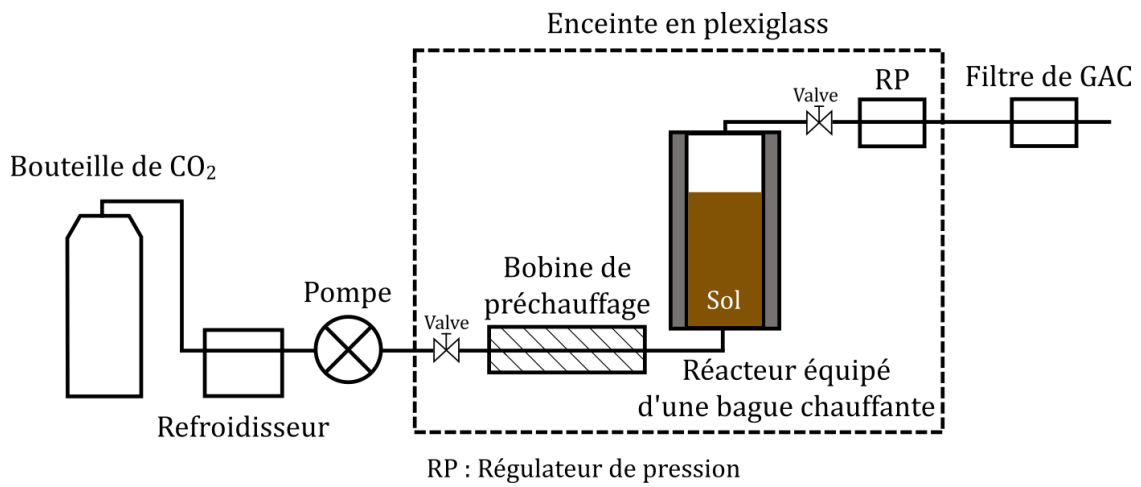 Enceinte en plexiglass
RP
Filtre de GAC
Valve
Bouteille de CO₂
Bobine de
préchauffage
Sol
Pompe
Valve
Réacteur équipé
d'une bague chauffante
Refroidisseur
RP : Régulateur de pression